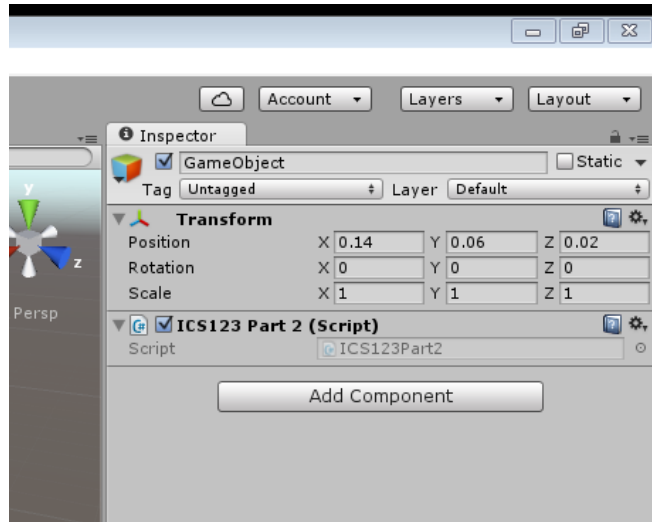 Account Layers Layout
Inspector
GameObject Static
Tag Untagged Layer Default
y
Transform
Position X 0.14 Y 0.06 Z 0.02
z
Rotation X 0 Y 0 Z 0
Scale X 1 Y 1 Z 1
Persp
ICS123 Part 2 (Script)
Script ICS123Part2
Add Component